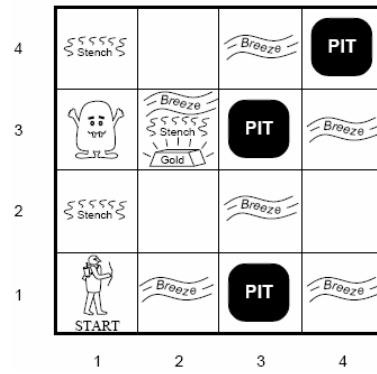 4
Stench
Breeze
PIT
3
Breeze
Stench
Gold
PIT
Breeze
2
Stench
Breeze
1
START
Breeze
PIT
Breeze
1 2 3 4